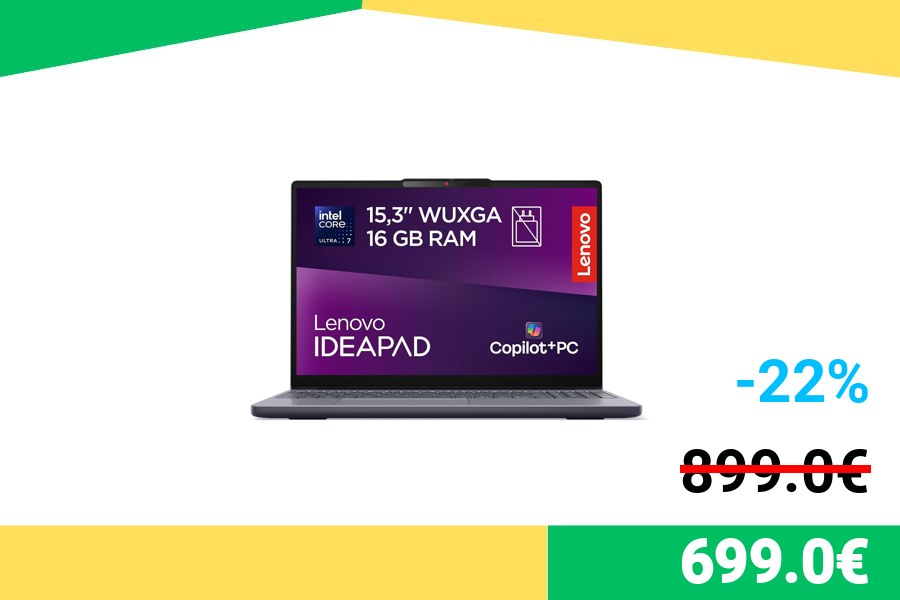 intel
CORE
ULTRA 7
15,3" WUXGA
16 GB RAM
Lenovo
Lenovo
IDEAPAD
Copilot+PC
-22%
899.0€
699.0€